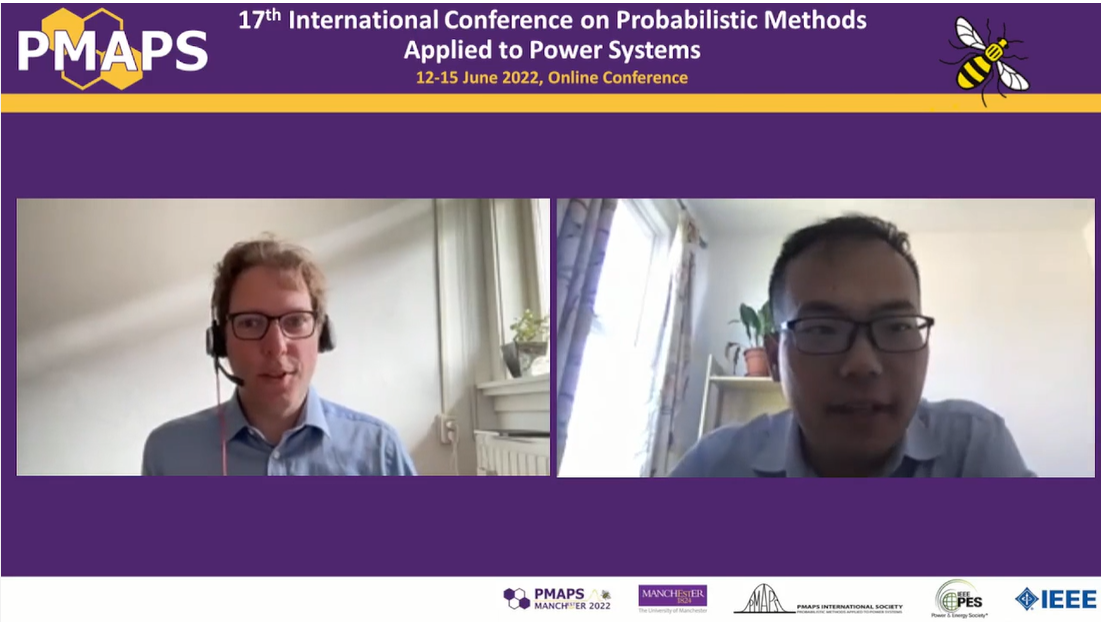 PMAPS
17th International Conference on Probabilistic Methods
Applied to Power Systems
12-15 June 2022, Online Conference
PMAPS
MANCHESTER 2022
MANCHESTER
1824
The University of Manchester
PMAPS
PMAPS INTERNATIONAL SOCIETY
PROBABILISTIC METHODS APPLIED TO POWER SYSTEMS
IEEE
PES
Power & Energy Society®
IEEE